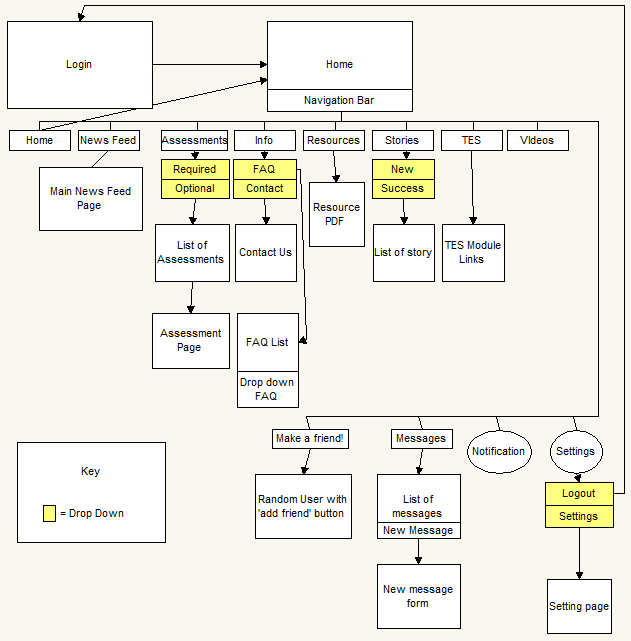 Login
Home
Navigation Bar
Home
News Feed
Assessments
Info
Resources
Stories
TES
VIdeos
Required
Optional
FAQ
Contact
New
Success
Main News Feed
Page
Resource
PDF
List of
Assessments
Contact Us
List of story
TES Module
Links
Assessment
Page
FAQ List
Drop down
FAQ
Make a friend!
Messages
Notification
Settings
Key
= Drop Down
Random User with
'add friend' button
List of
messages
New Message
Logout
Settings
New message
form
Setting page